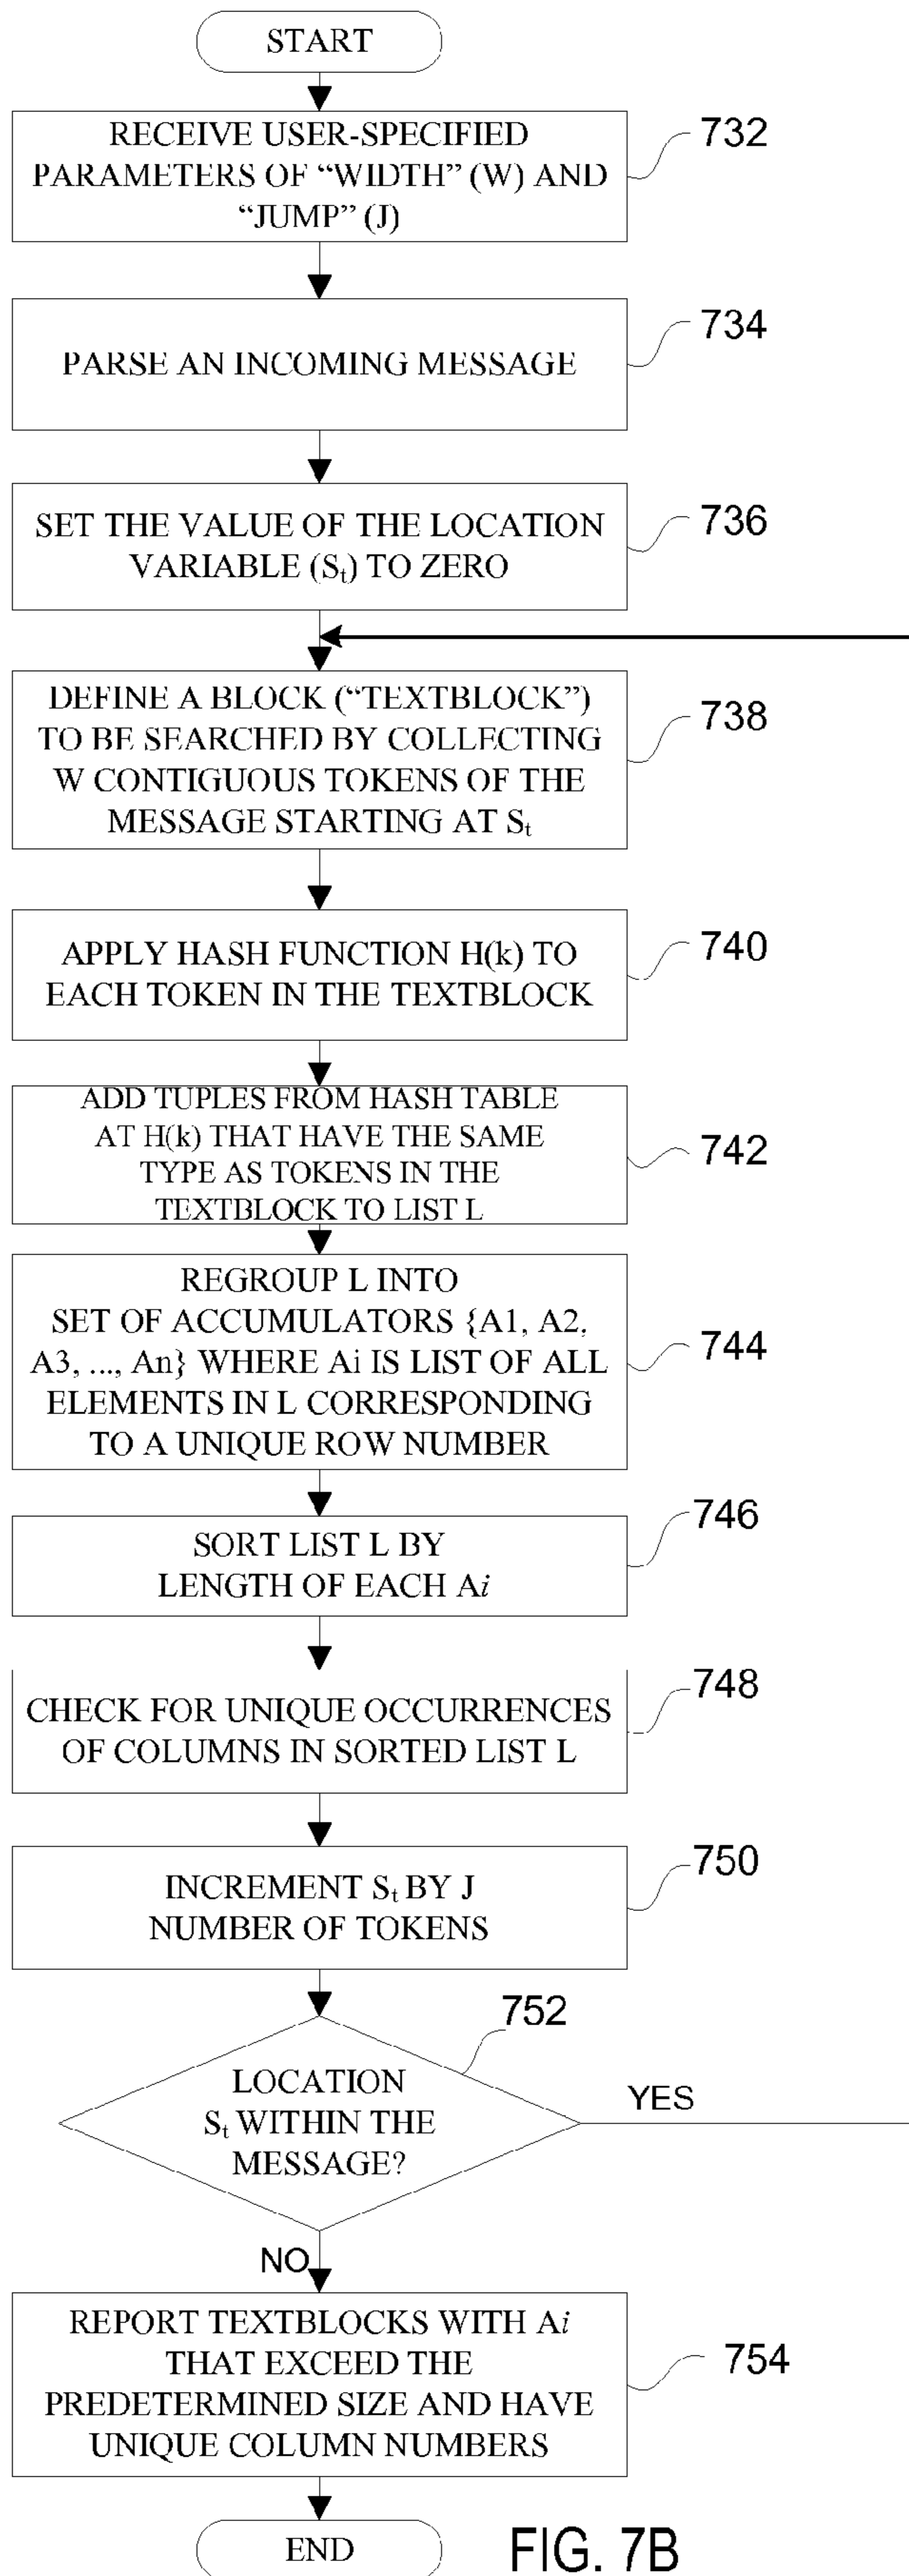 START
RECEIVE USER-SPECIFIED
PARAMETERS OF “WIDTH” (W) AND
“JUMP” (J)
732
PARSE AN INCOMING MESSAGE
734
SET THE VALUE OF THE LOCATION
VARIABLE (St) TO ZERO
736
DEFINE A BLOCK (“TEXTBLOCK”)
TO BE SEARCHED BY COLLECTING
W CONTIGUOUS TOKENS OF THE
MESSAGE STARTING AT St
738
APPLY HASH FUNCTION H(k) TO
EACH TOKEN IN THE TEXTBLOCK
740
ADD TUPLES FROM HASH TABLE
AT H(k) THAT HAVE THE SAME
TYPE AS TOKENS IN THE
TEXTBLOCK TO LIST L
742
REGROUP L INTO
SET OF ACCUMULATORS {A1, A2,
A3, ..., An} WHERE Ai IS LIST OF ALL
ELEMENTS IN L CORRESPONDING
TO A UNIQUE ROW NUMBER
744
SORT LIST L BY
LENGTH OF EACH Ai
746
CHECK FOR UNIQUE OCCURRENCES
OF COLUMNS IN SORTED LIST L
748
INCREMENT St BY J
NUMBER OF TOKENS
750
752
LOCATION
St WITHIN THE
MESSAGE?
YES
NO
REPORT TEXTBLOCKS WITH Ai
THAT EXCEED THE
PREDETERMINED SIZE AND HAVE
UNIQUE COLUMN NUMBERS
754
END
FIG. 7B